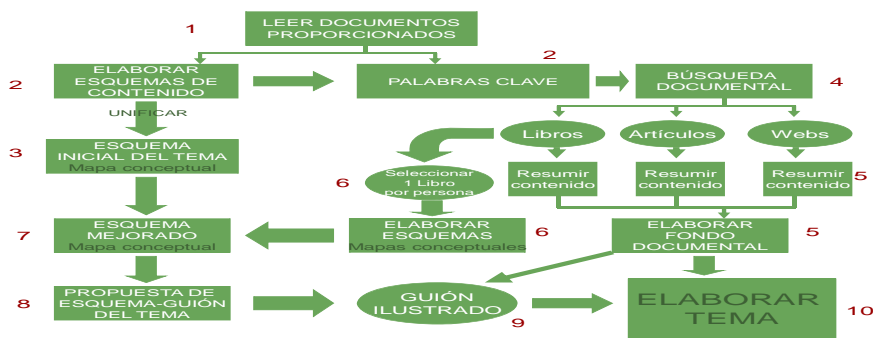 1
LEER DOCUMENTOS
PROPORCIONADOS
2
ELABORAR
ESQUEMAS DE
CONTENIDO
2
PALABRAS CLAVE
BÚSQUEDA
DOCUMENTAL
4
UNIFICAR
Libros
Artículos
Webs
3
ESQUEMA
INICIAL DEL TEMA
Mapa conceptual
6
Seleccionar
1 Libro
por persona
Resumir
contenido
Resumir
contenido
Resumir
contenido
5
7
ESQUEMA
MEJORADO
Mapa conceptual
ELABORAR
ESQUEMAS
Mapas conceptuales
6
ELABORAR
FONDO
DOCUMENTAL
5
8
PROPUESTA DE
ESQUEMA-GUIÓN
DEL TEMA
GUIÓN
ILUSTRADO
9
ELABORAR
TEMA
10